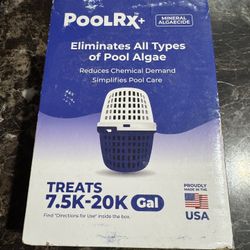 POOLRX+
MINERAL
ALGAECIDE
Eliminates All Types
of Pool Algae
Reduces Chemical Demand
Simplifies Pool Care
TREATS
7.5K-20K Gal
Find "Directions for Use" inside the box.
PROUDLY
MADE IN THE
USA